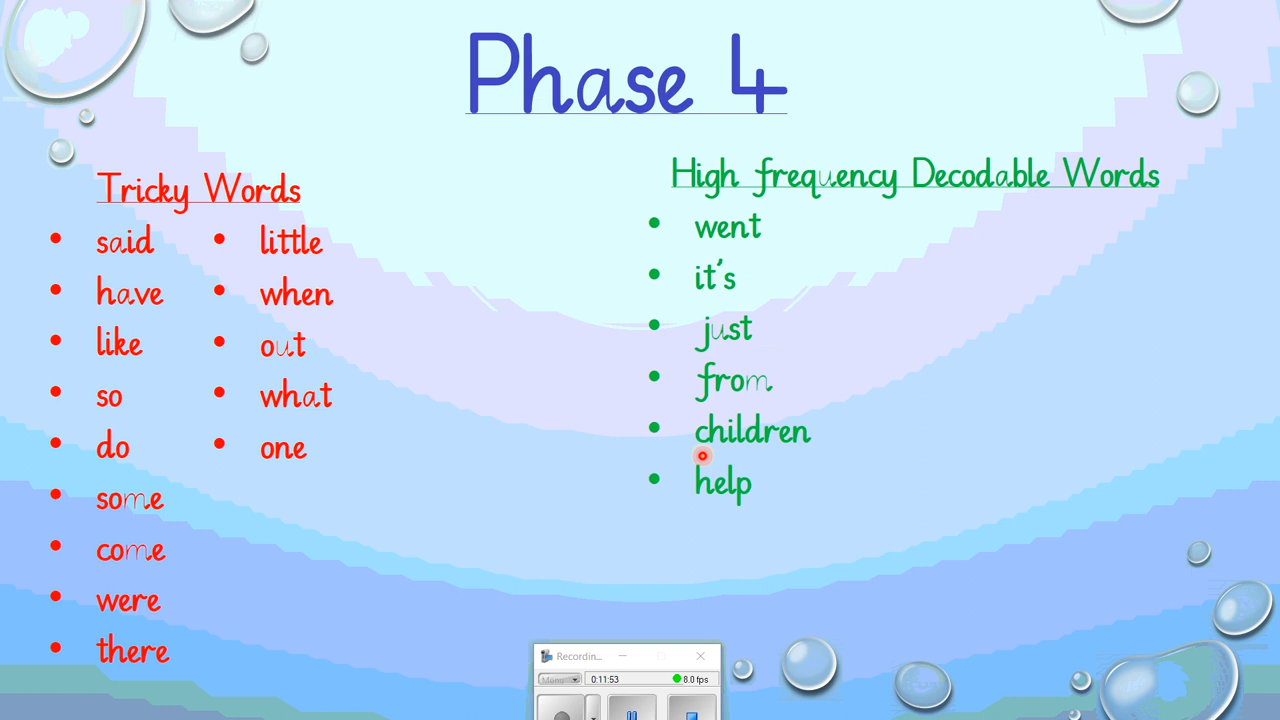 Phase 4
Tricky Words
said
have
like
so
do
some
come
were
there
little
when
out
what
one
High frequency Decodable Words
went
it's
just
from
children
help
Recordin...
Menu
0:11:53
8.0 fps